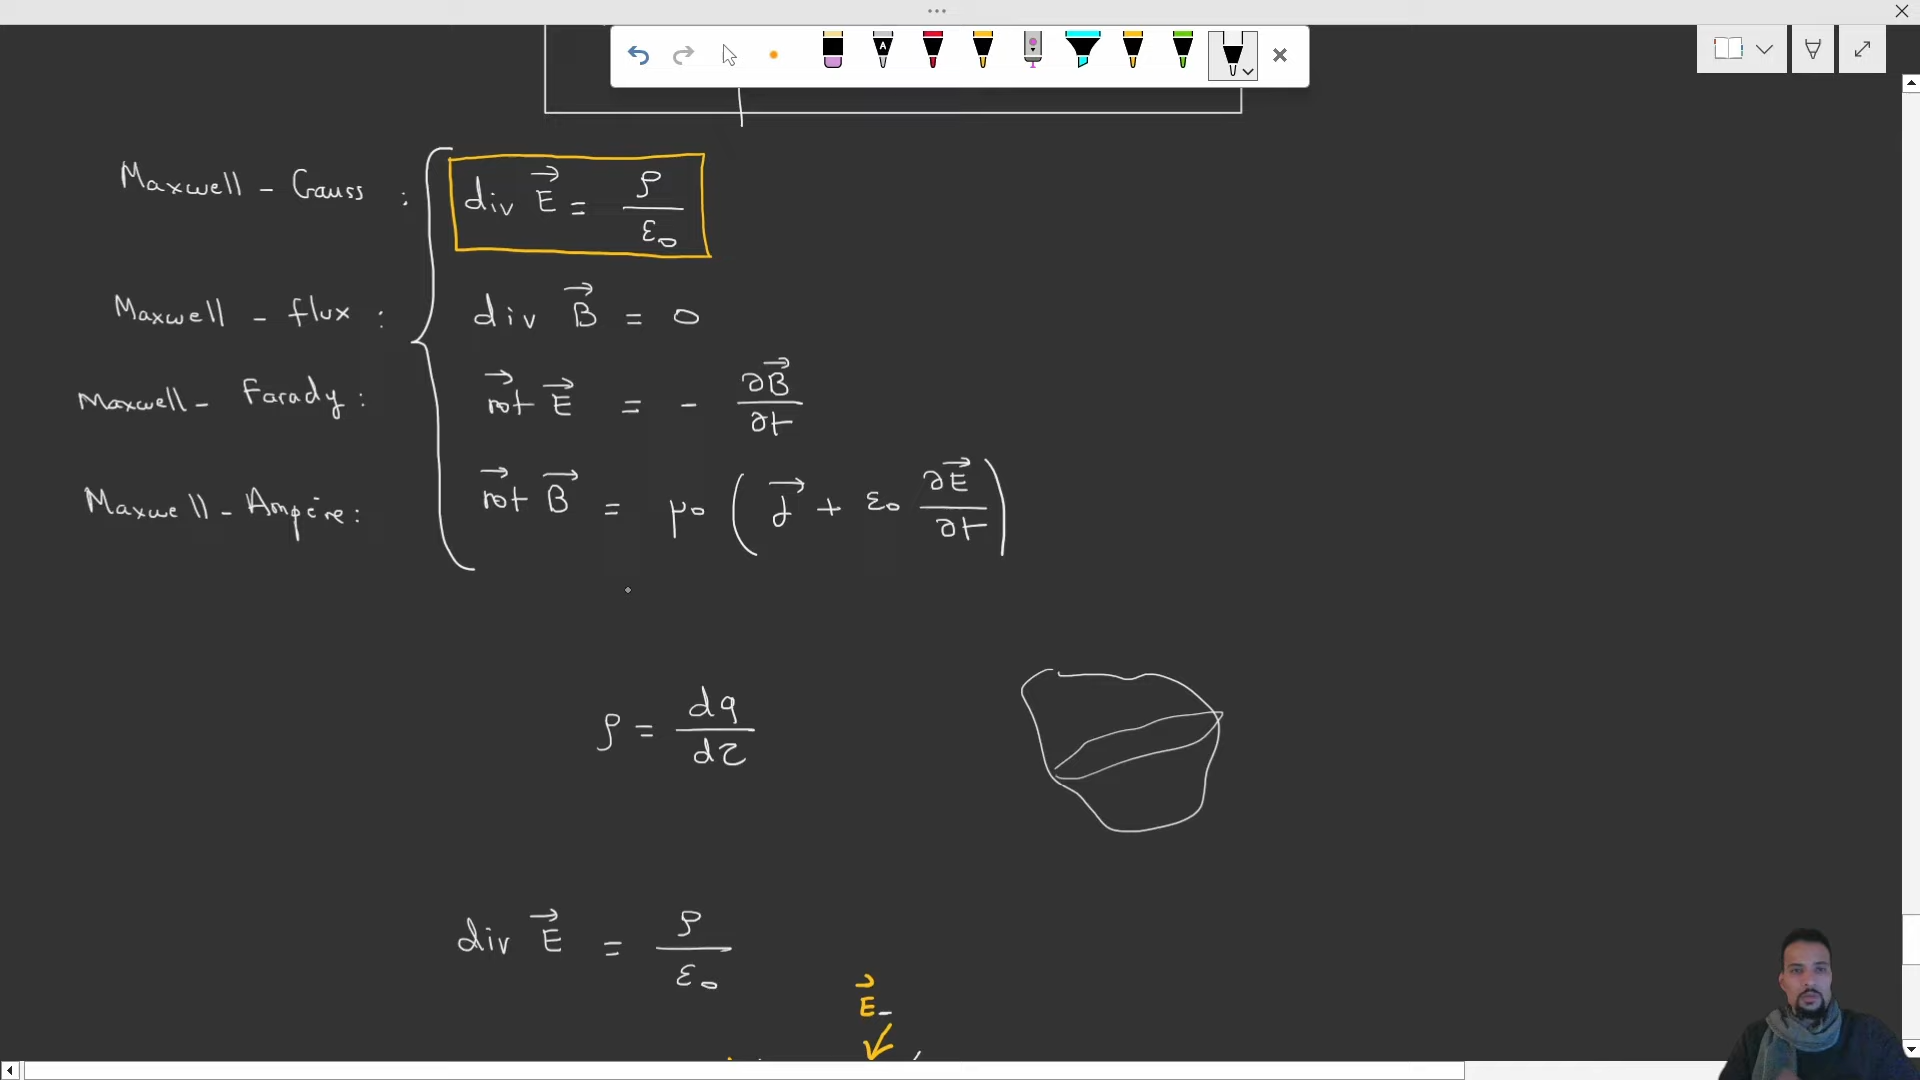 Maxwell - Gauss : div E⃗ = ρ/ε₀
Maxwell - flux : div B⃗ = 0
Maxwell - Farady : rot⃗ E⃗ = - ∂B⃗/∂t
Maxwell - Ampère : rot⃗ B⃗ = μ₀ ( j⃗ + ε₀ ∂E⃗/∂t )
ρ = dq/dτ
div E⃗ = ρ/ε₀
E⃗